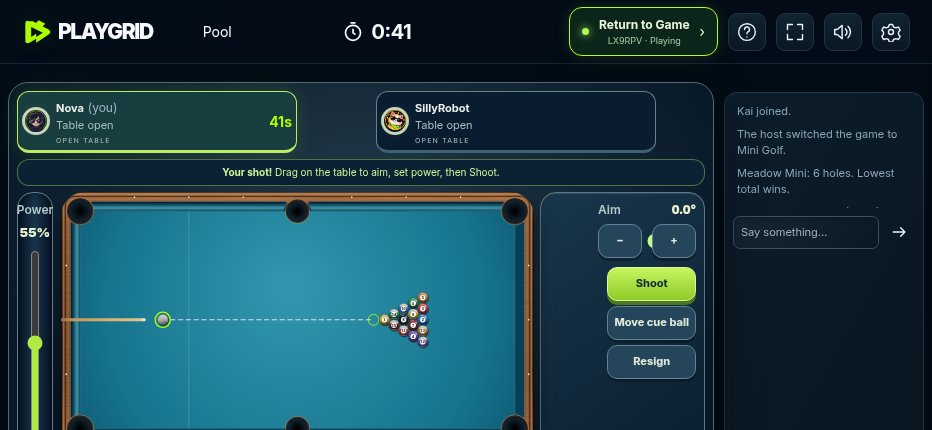 PLAYGRID
Pool
0:41
Return to Game
LX9RPV · Playing
Nova (you)
Table open
OPEN TABLE
41s
SillyRobot
Table open
OPEN TABLE
Your shot! Drag on the table to aim, set power, then Shoot.
Power
55%
Aim
0.0°
−
+
Shoot
Move cue ball
Resign
Kai joined.
The host switched the game to
Mini Golf.
Meadow Mini: 6 holes. Lowest
total wins.
Say something...